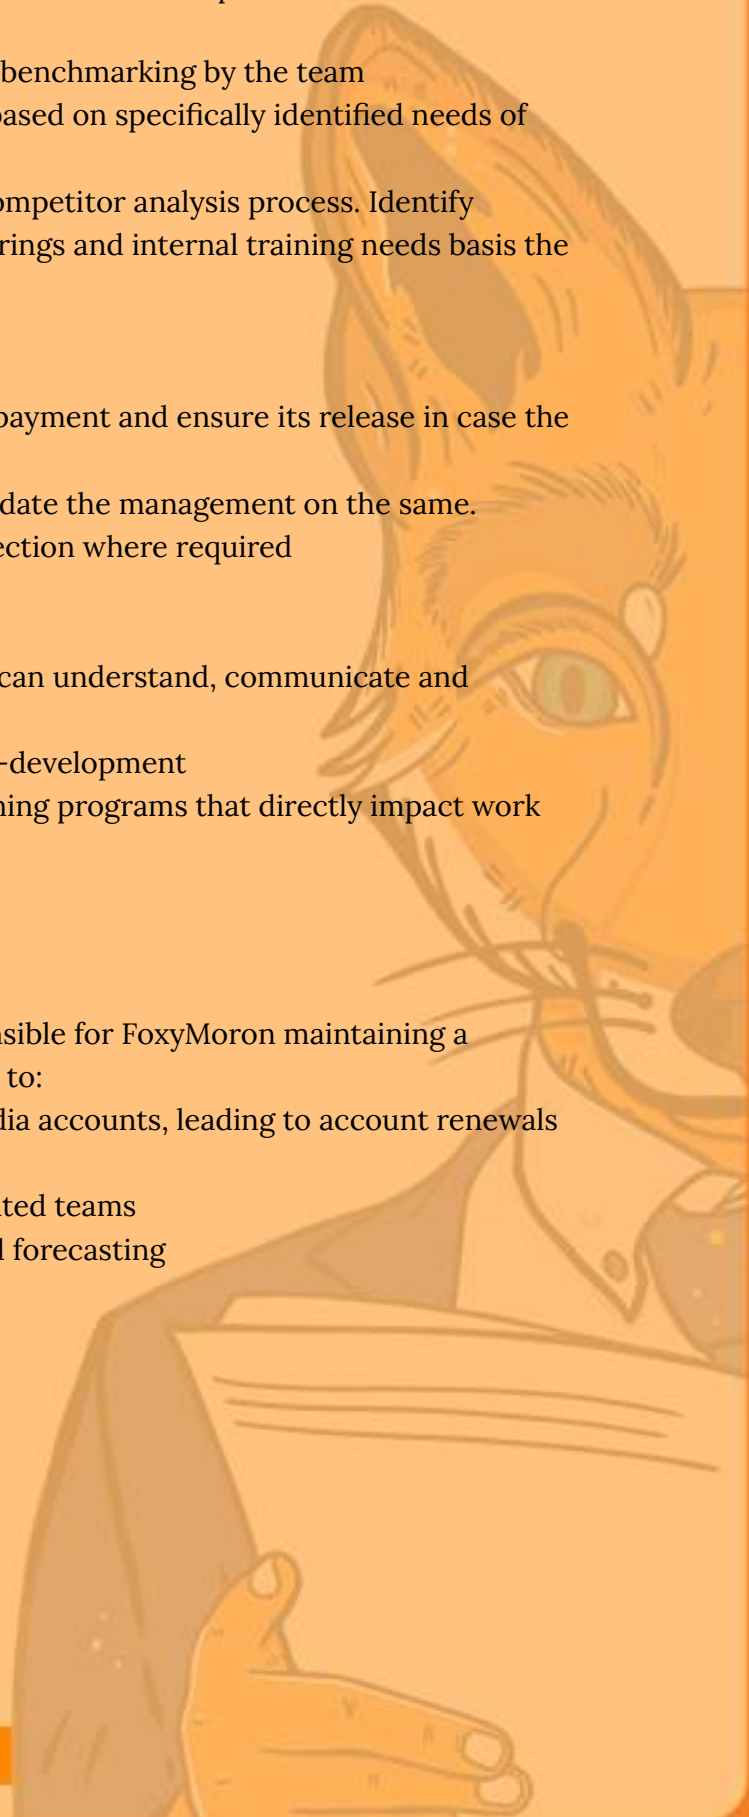 benchmarking by the team
based on specifically identified needs of
ompetitor analysis process. Identify
rings and internal training needs basis the
payment and ensure its release in case the
date the management on the same.
ection where required
can understand, communicate and
-development
ning programs that directly impact work
nsible for FoxyMoron maintaining a
to:
dia accounts, leading to account renewals
ted teams
forecasting